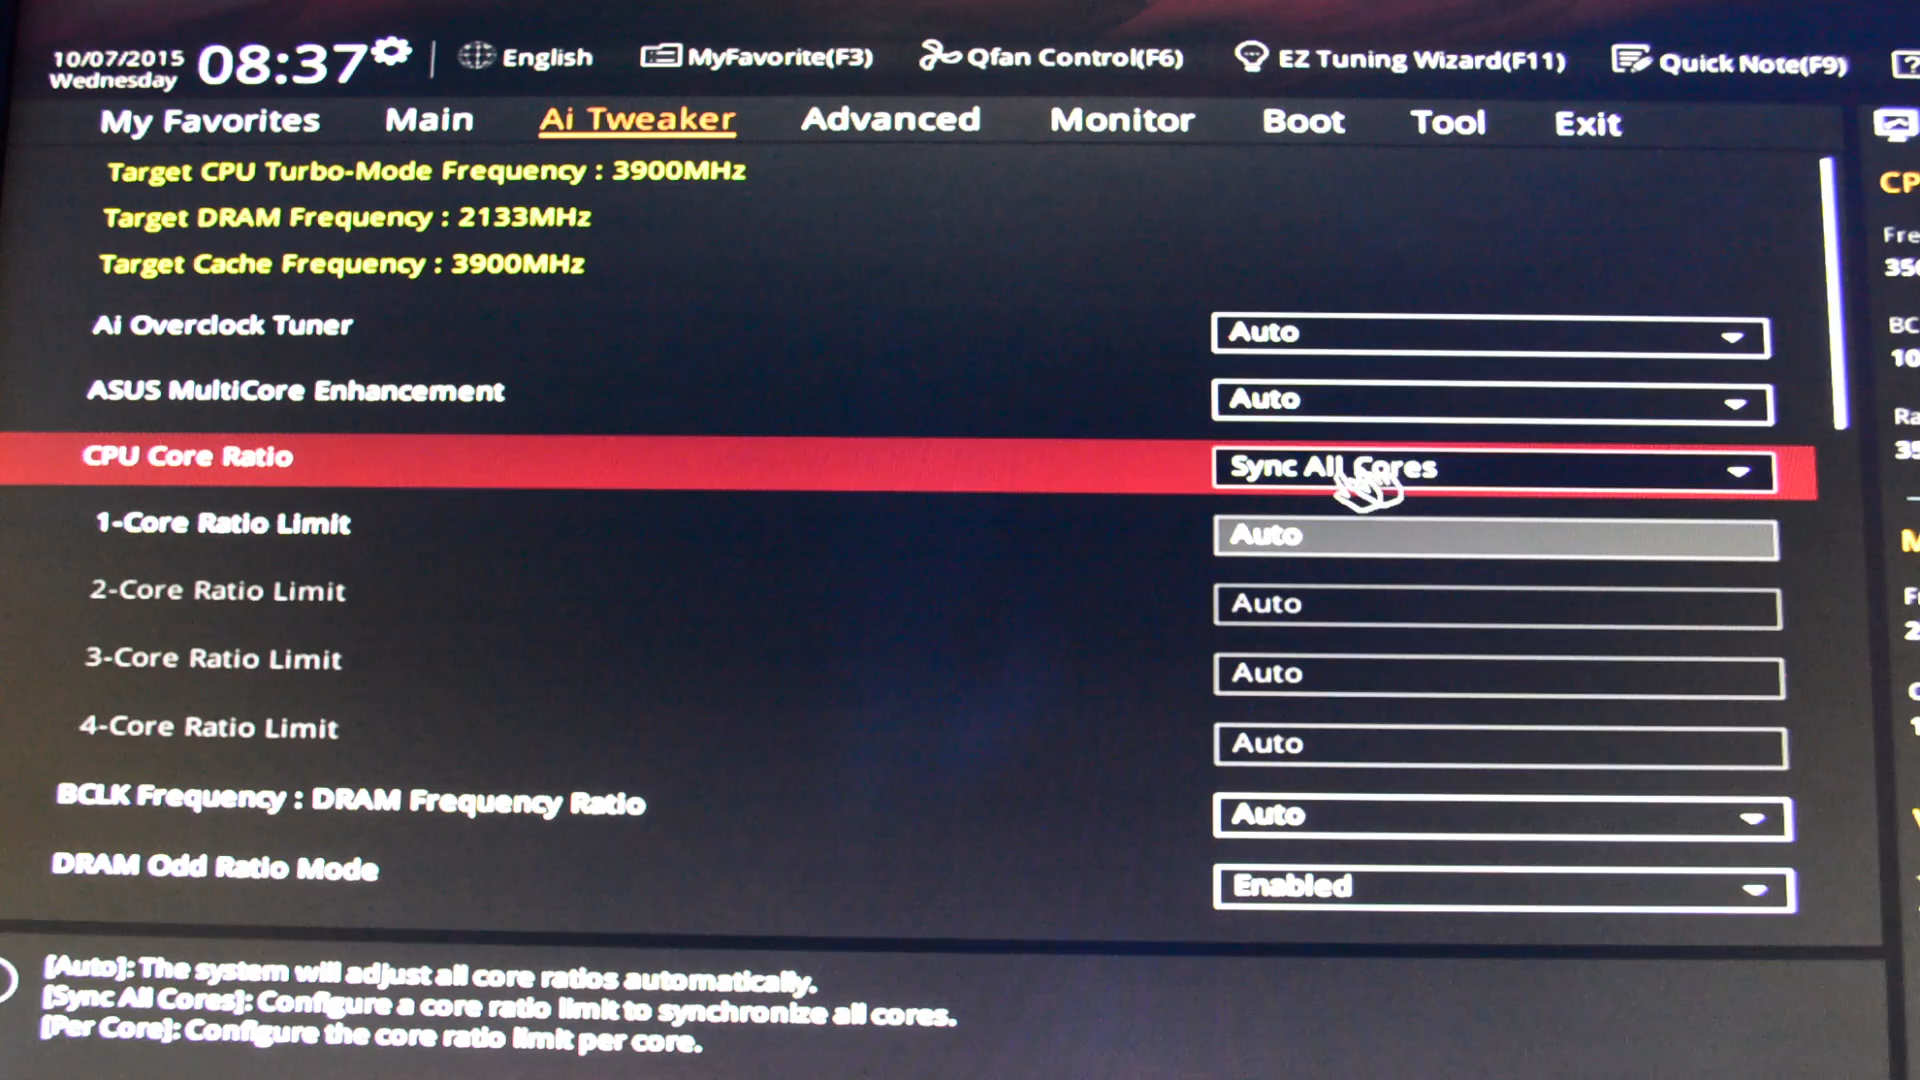 10/07/2015
Wednesday
08:37
English
MyFavorite(F3)
Qfan Control(F6)
EZ Tuning Wizard(F11)
Quick Note(F9)
?
My Favorites
Main
Ai Tweaker
Advanced
Monitor
Boot
Tool
Exit
Target CPU Turbo-Mode Frequency : 3900MHz
Target DRAM Frequency : 2133MHz
Target Cache Frequency : 3900MHz
Ai Overclock Tuner
Auto
ASUS MultiCore Enhancement
Auto
CPU Core Ratio
Sync All Cores
1-Core Ratio Limit
Auto
2-Core Ratio Limit
Auto
3-Core Ratio Limit
Auto
4-Core Ratio Limit
Auto
BCLK Frequency : DRAM Frequency Ratio
Auto
DRAM Odd Ratio Mode
Enabled
[Auto]: The system will adjust all core ratios automatically.
[Sync All Cores]: Configure a core ratio limit to synchronize all cores.
[Per Core]: Configure the core ratio limit per core.